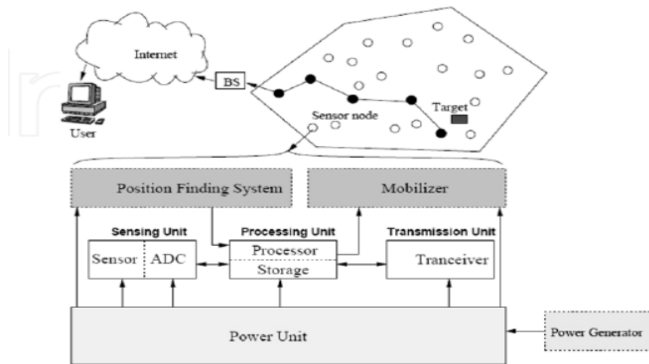 Internet
BS
User
Sensor node
Target
Position Finding System
Mobilizer
Sensing Unit
Processing Unit
Transmission Unit
Sensor
ADC
Processor
Storage
Tranceiver
Power Unit
Power Generator